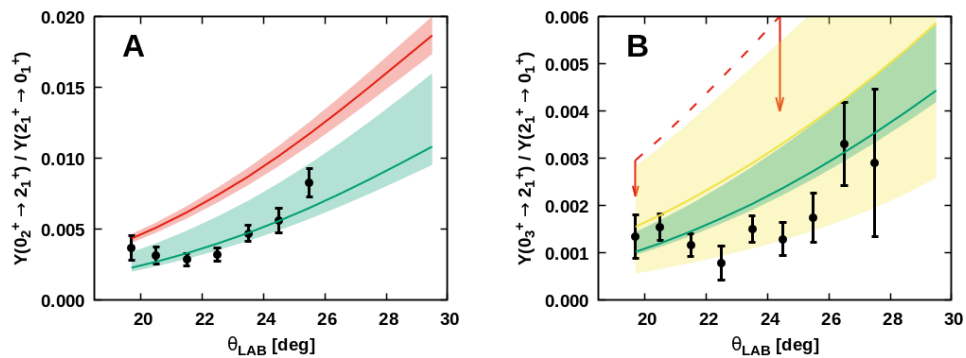 A
Y(0₂⁺ → 2₁⁺) / Y(2₁⁺ → 0₁⁺)
0.020
0.015
0.010
0.005
0.000
20 22 24 26 28 30
θLAB [deg]
B
Y(0₃⁺ → 2₁⁺) / Y(2₁⁺ → 0₁⁺)
0.006
0.005
0.004
0.003
0.002
0.001
0.000
20 22 24 26 28 30
θLAB [deg]